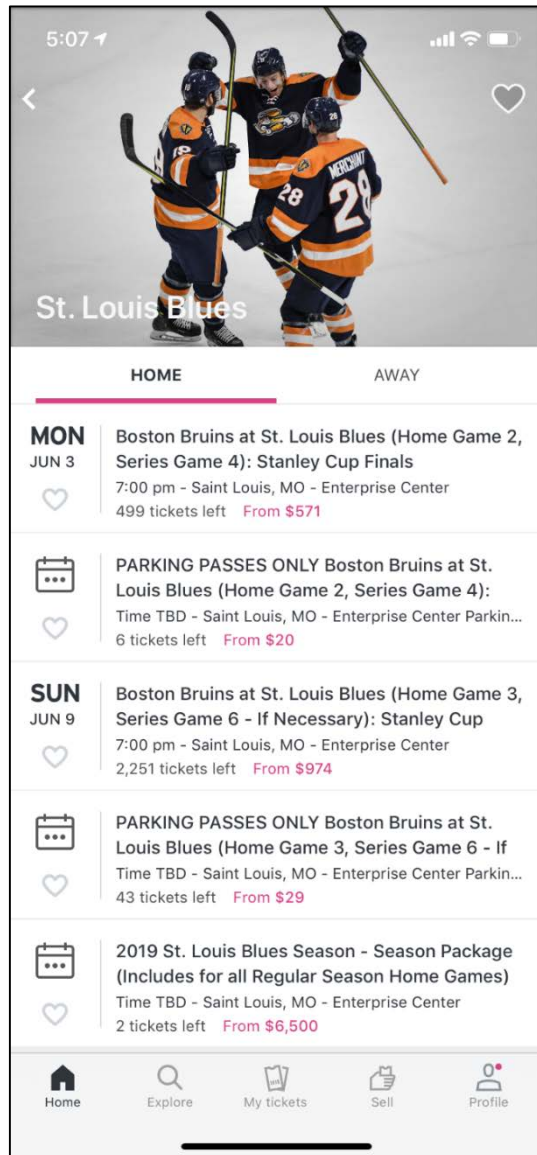 5:07
18
MERCHNT
28
28
St. Louis Blues
HOME
AWAY
MON
JUN 3
Boston Bruins at St. Louis Blues (Home Game 2,
Series Game 4): Stanley Cup Finals
7:00 pm - Saint Louis, MO - Enterprise Center
499 tickets left From $571
PARKING PASSES ONLY Boston Bruins at St.
Louis Blues (Home Game 2, Series Game 4):
Time TBD - Saint Louis, MO - Enterprise Center Parkin...
6 tickets left From $20
SUN
JUN 9
Boston Bruins at St. Louis Blues (Home Game 3,
Series Game 6 - If Necessary): Stanley Cup
7:00 pm - Saint Louis, MO - Enterprise Center
2,251 tickets left From $974
PARKING PASSES ONLY Boston Bruins at St.
Louis Blues (Home Game 3, Series Game 6 - If
Time TBD - Saint Louis, MO - Enterprise Center Parkin...
43 tickets left From $29
2019 St. Louis Blues Season - Season Package
(Includes for all Regular Season Home Games)
Time TBD - Saint Louis, MO - Enterprise Center
2 tickets left From $6,500
Home
Explore
My tickets
Sell
Profile